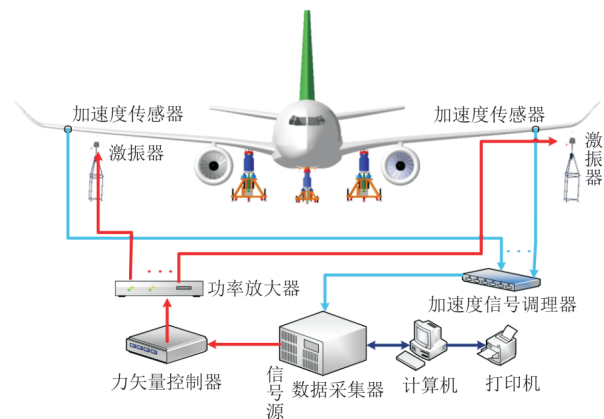 加速度传感器
加速度传感器
激振器
激振器
功率放大器
加速度信号调理器
力矢量控制器
信号源
数据采集器
计算机
打印机